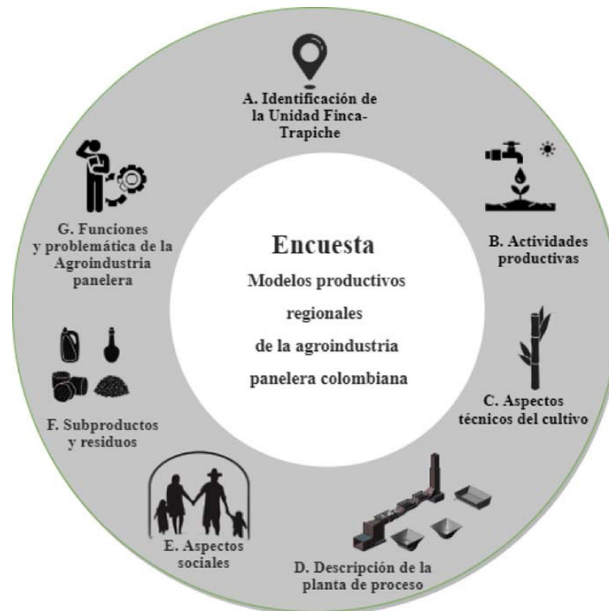 A. Identificación de
la Unidad Finca-
Trapiche
B. Actividades
productivas
C. Aspectos
técnicos del cultivo
D. Descripción de la
planta de proceso
E. Aspectos
sociales
F. Subproductos
y residuos
G. Funciones
y problemática de la
Agroindustria
panelera
Encuesta
Modelos productivos
regionales
de la agroindustria
panelera colombiana